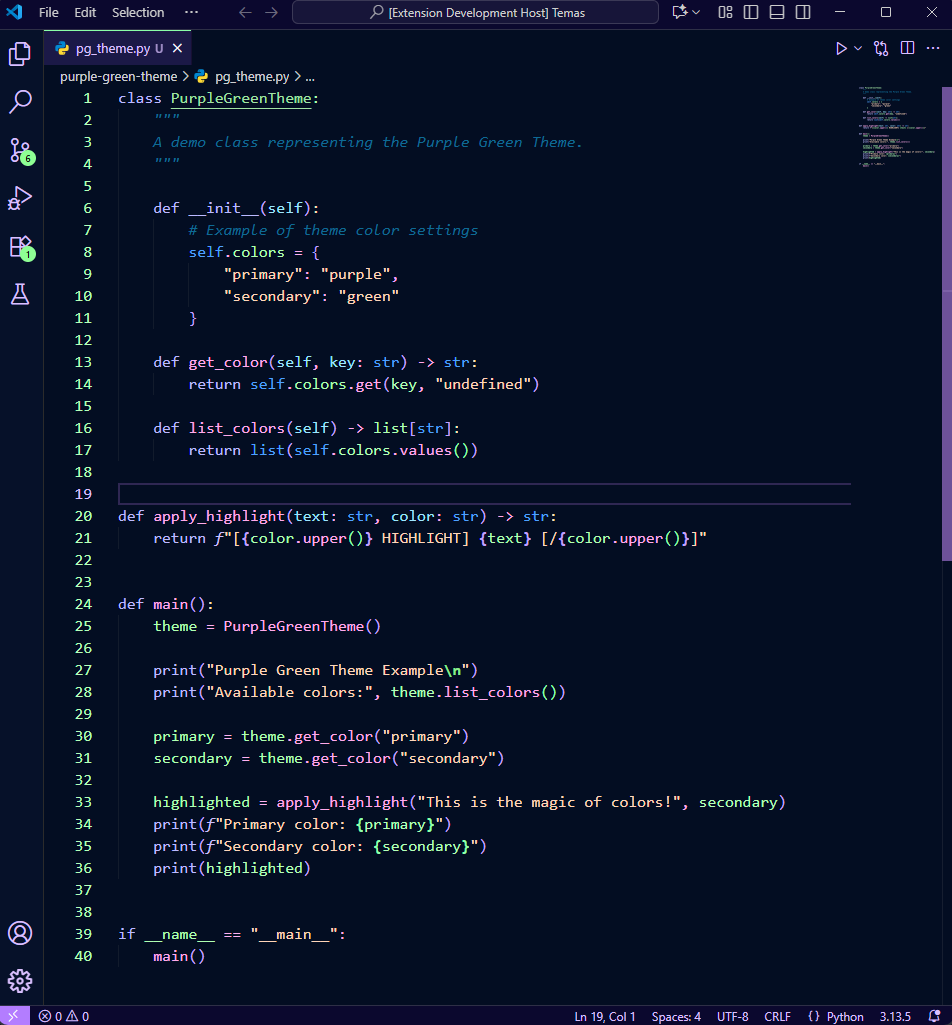 File Edit Selection ··· [Extension Development Host] Temas
pg_theme.py U
purple-green-theme > pg_theme.py > ...
1 class PurpleGreenTheme:
2     """
3     A demo class representing the Purple Green Theme.
4     """
5
6     def __init__(self):
7         # Example of theme color settings
8         self.colors = {
9             "primary": "purple",
10             "secondary": "green"
11         }
12
13     def get_color(self, key: str) -> str:
14         return self.colors.get(key, "undefined")
15
16     def list_colors(self) -> list[str]:
17         return list(self.colors.values())
18
19
20 def apply_highlight(text: str, color: str) -> str:
21     return f"[{color.upper()} HIGHLIGHT] {text} [/{color.upper()}]"
22
23
24 def main():
25     theme = PurpleGreenTheme()
26
27     print("Purple Green Theme Example\n")
28     print("Available colors:", theme.list_colors())
29
30     primary = theme.get_color("primary")
31     secondary = theme.get_color("secondary")
32
33     highlighted = apply_highlight("This is the magic of colors!", secondary)
34     print(f"Primary color: {primary}")
35     print(f"Secondary color: {secondary}")
36     print(highlighted)
37
38
39 if __name__ == "__main__":
40     main()
6
1
0 0 Ln 19, Col 1 Spaces: 4 UTF-8 CRLF {} Python 3.13.5